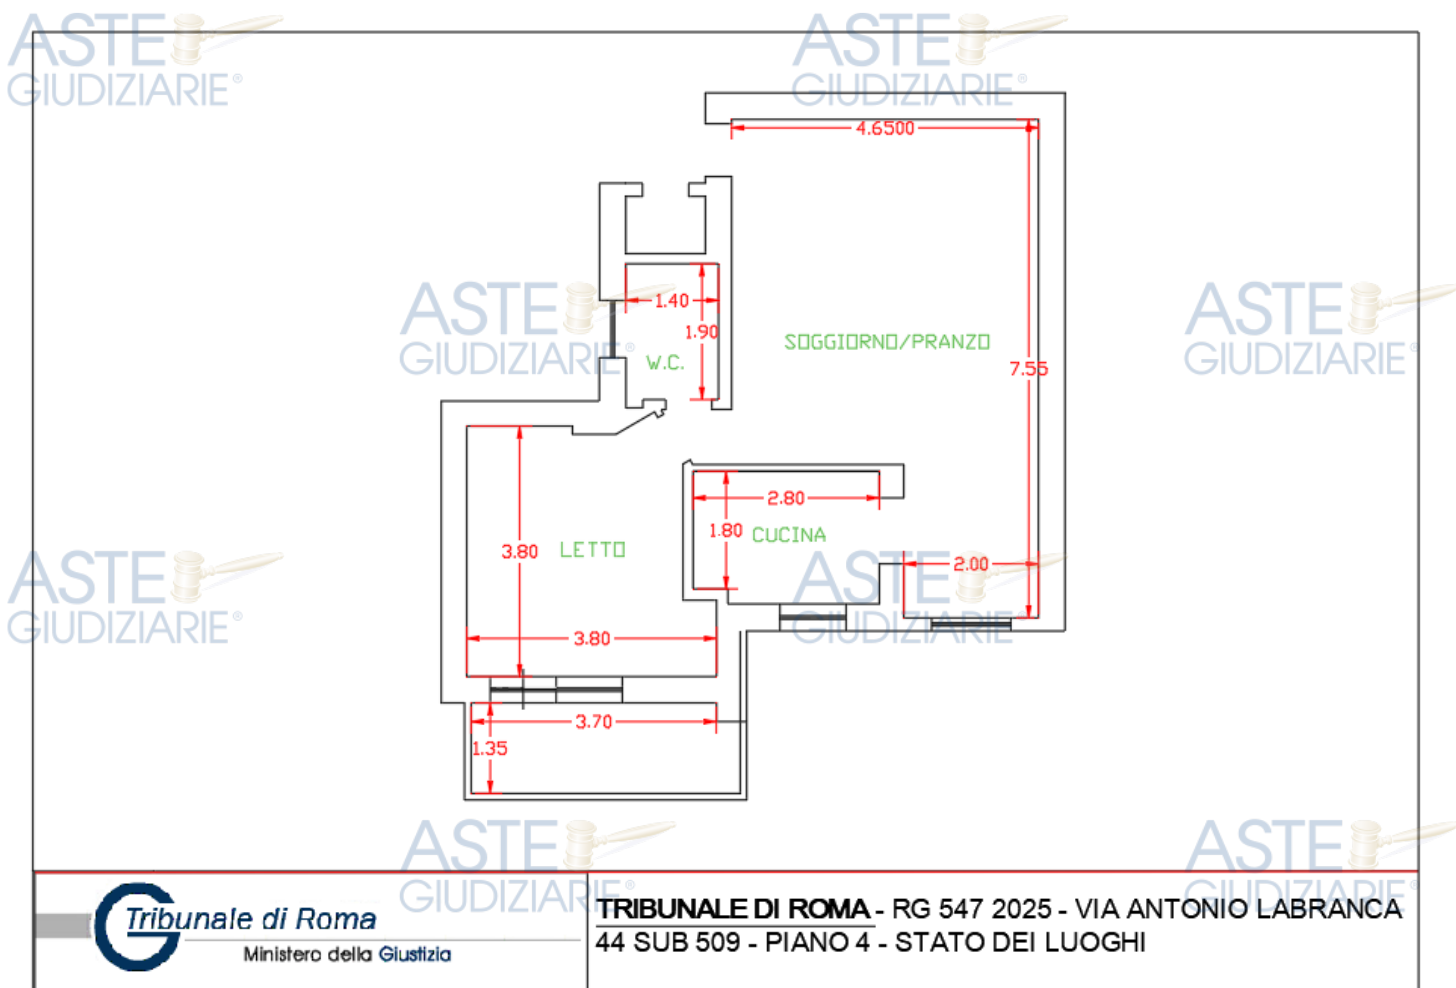 ASTE
GIUDIZIARIE®
ASTE
GIUDIZIARIE®
4.6500
ASTE
GIUDIZIARIE®
ASTE
GIUDIZIARIE®
1.40
1.90
W.C.
SOGGIORNO/PRANZO
7.55
2.80
1.80
CUCINA
3.80
LETTO
2.00
ASTE
GIUDIZIARIE®
ASTE
GIUDIZIARIE®
3.80
3.70
1.35
ASTE
GIUDIZIARIE®
ASTE
GIUDIZIARIE®
Tribunale di Roma
Ministero della Giustizia
TRIBUNALE DI ROMA - RG 547 2025 - VIA ANTONIO LABRANCA
44 SUB 509 - PIANO 4 - STATO DEI LUOGHI